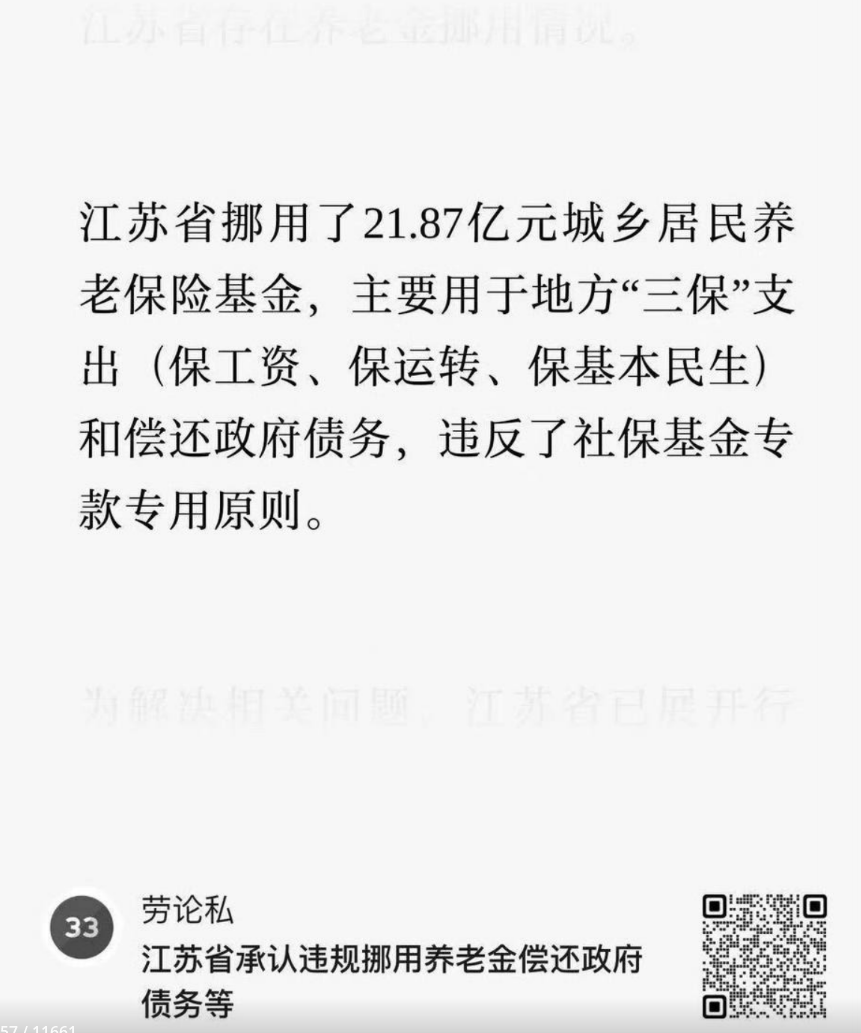 江苏省存在养老金挪用情况。
江苏省挪用了21.87亿元城乡居民养
老保险基金，主要用于地方“三保”支
出（保工资、保运转、保基本民生）
和偿还政府债务，违反了社保基金专
款专用原则。
为解决相关问题，江苏省已展开行
33
劳论私
江苏省承认违规挪用养老金偿还政府
债务等
57 / 11661